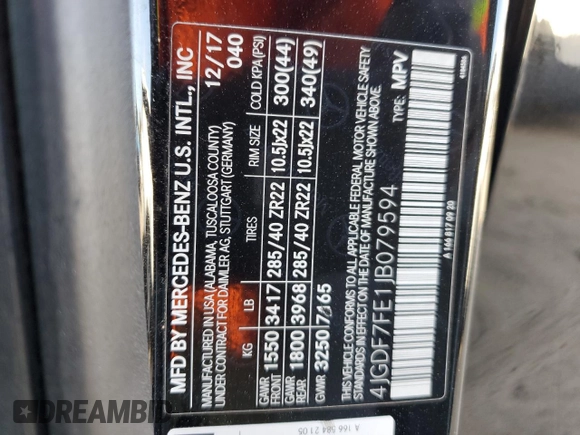 MFD BY MERCEDES-BENZ U.S. INTL., INC
MANUFACTURED IN USA (ALABAMA, TUSCALOOSA COUNTY)
UNDER CONTRACT FOR DAIMLER AG, STUTTGART (GERMANY)
12/17
040
KG LB TIRES RIM SIZE COLD KPA(PSI)
GAWR FRONT 1550 3417 285/40 ZR22 10.5Jx22 300(44)
GAWR REAR 1800 3968 285/40 ZR22 10.5Jx22 340(49)
GVWR 3250 7165
THIS VEHICLE CONFORMS TO ALL APPLICABLE FEDERAL MOTOR VEHICLE SAFETY
STANDARDS IN EFFECT ON THE DATE OF MANUFACTURE SHOWN ABOVE.
4JGDF7FE1JB079594 TYPE: MPV
A 166 817 09 20
A 166 584 21 05
DREAMBID